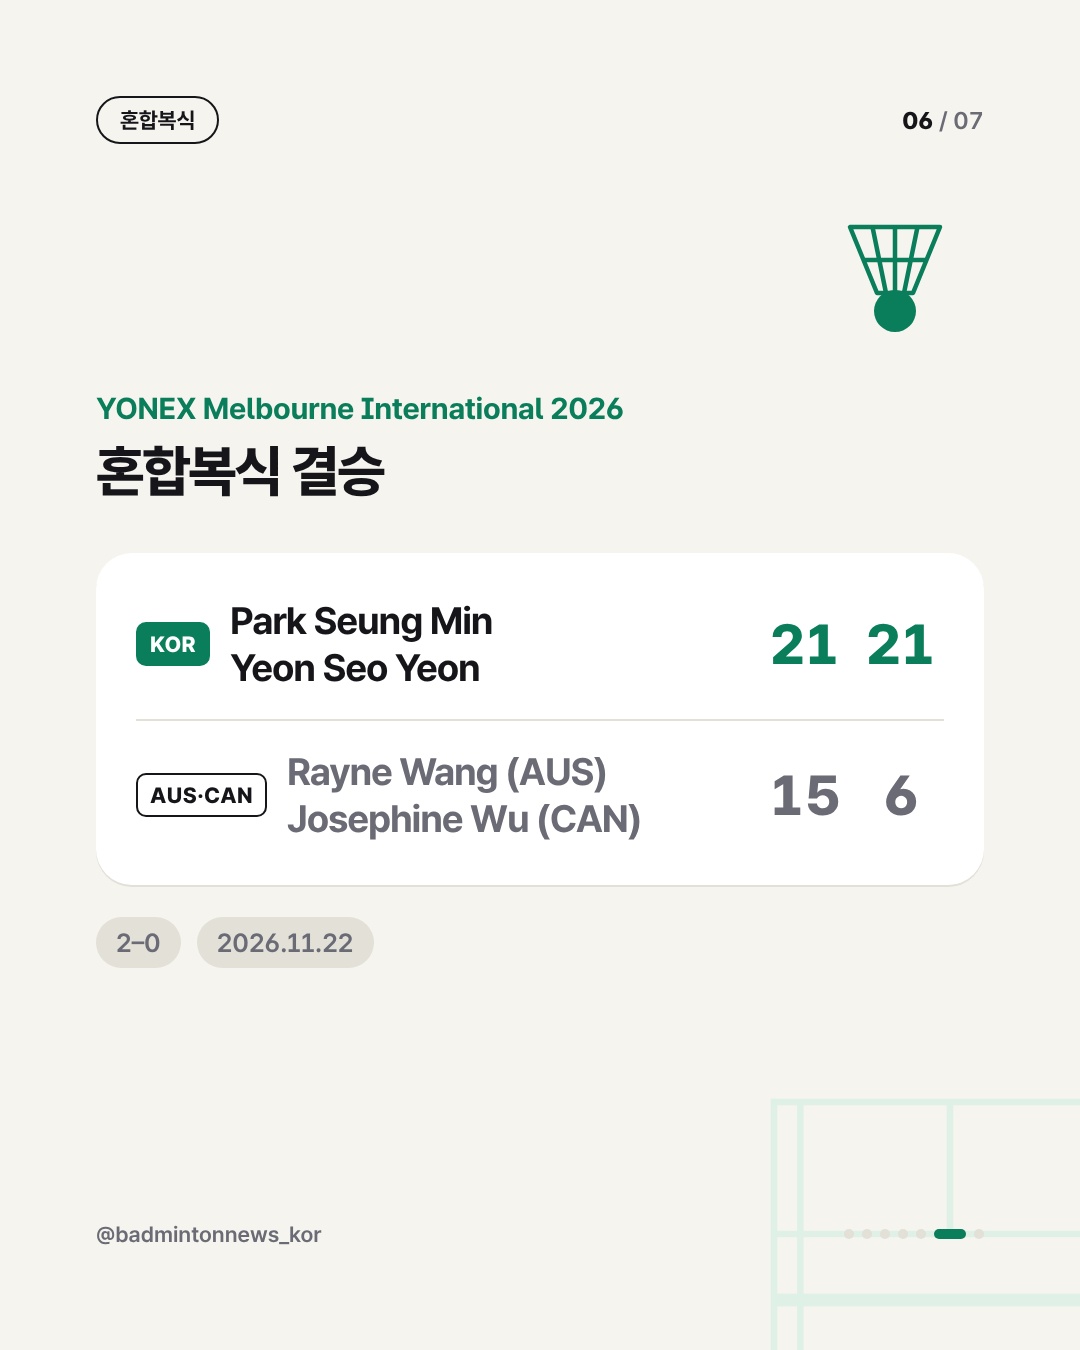 혼합복식
06 / 07
YONEX Melbourne International 2026
혼합복식 결승
KOR
Park Seung Min
Yeon Seo Yeon
21 21
AUS·CAN
Rayne Wang (AUS)
Josephine Wu (CAN)
15 6
2–0
2026.11.22
@badmintonnews_kor